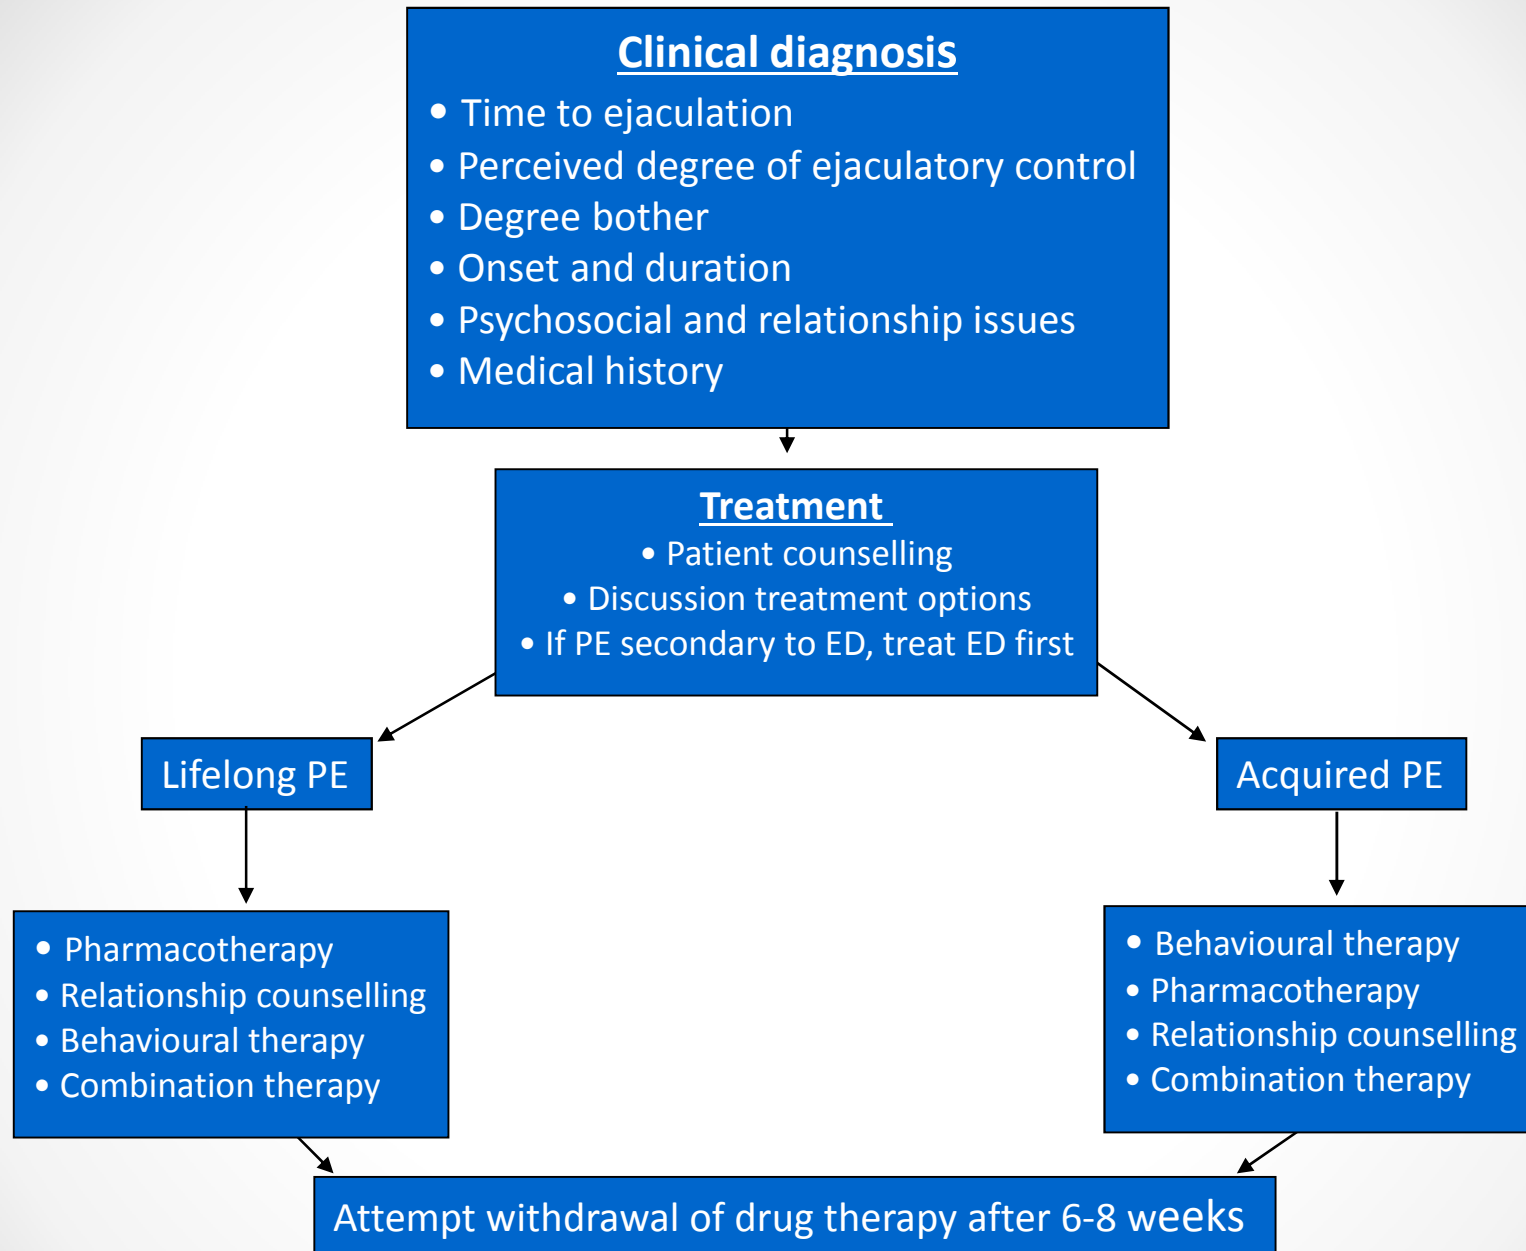 Clinical diagnosis
• Time to ejaculation
• Perceived degree of ejaculatory control
• Degree bother
• Onset and duration
• Psychosocial and relationship issues
• Medical history
Treatment
• Patient counselling
• Discussion treatment options
• If PE secondary to ED, treat ED first
Lifelong PE
Acquired PE
• Pharmacotherapy
• Relationship counselling
• Behavioural therapy
• Combination therapy
• Behavioural therapy
• Pharmacotherapy
• Relationship counselling
• Combination therapy
Attempt withdrawal of drug therapy after 6-8 weeks